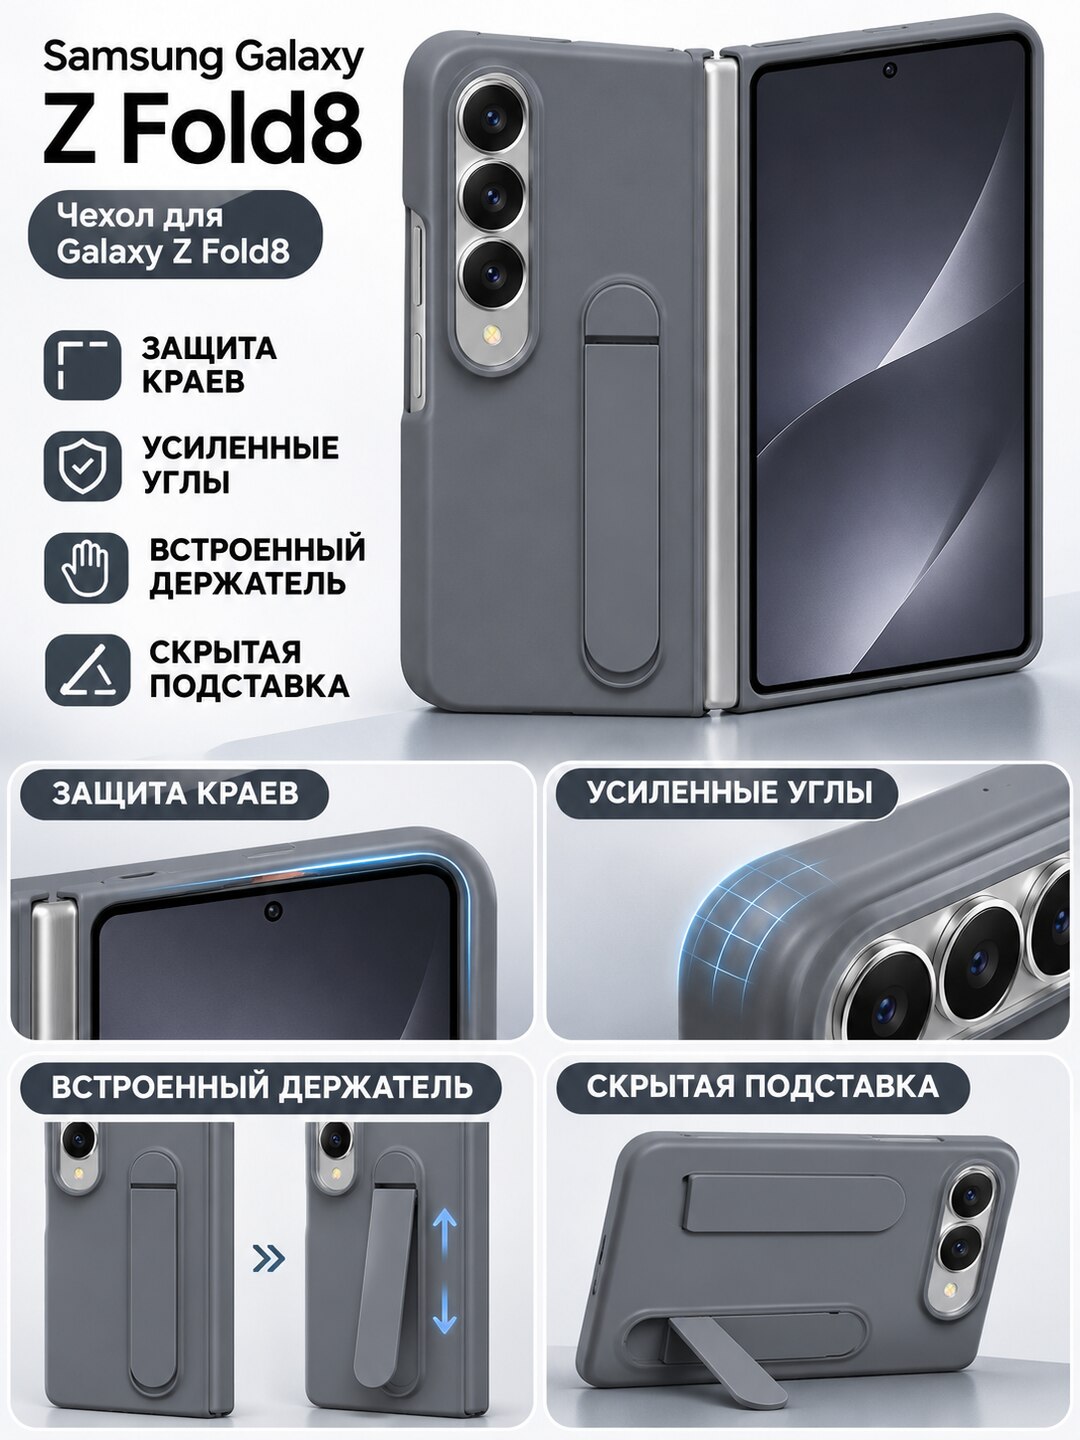 Samsung Galaxy
Z Fold8
Чехол для
Galaxy Z Fold8
ЗАЩИТА
КРАЕВ
УСИЛЕННЫЕ
УГЛЫ
ВСТРОЕННЫЙ
ДЕРЖАТЕЛЬ
СКРЫТАЯ
ПОДСТАВКА
ЗАЩИТА КРАЕВ
УСИЛЕННЫЕ УГЛЫ
ВСТРОЕННЫЙ ДЕРЖАТЕЛЬ
СКРЫТАЯ ПОДСТАВКА